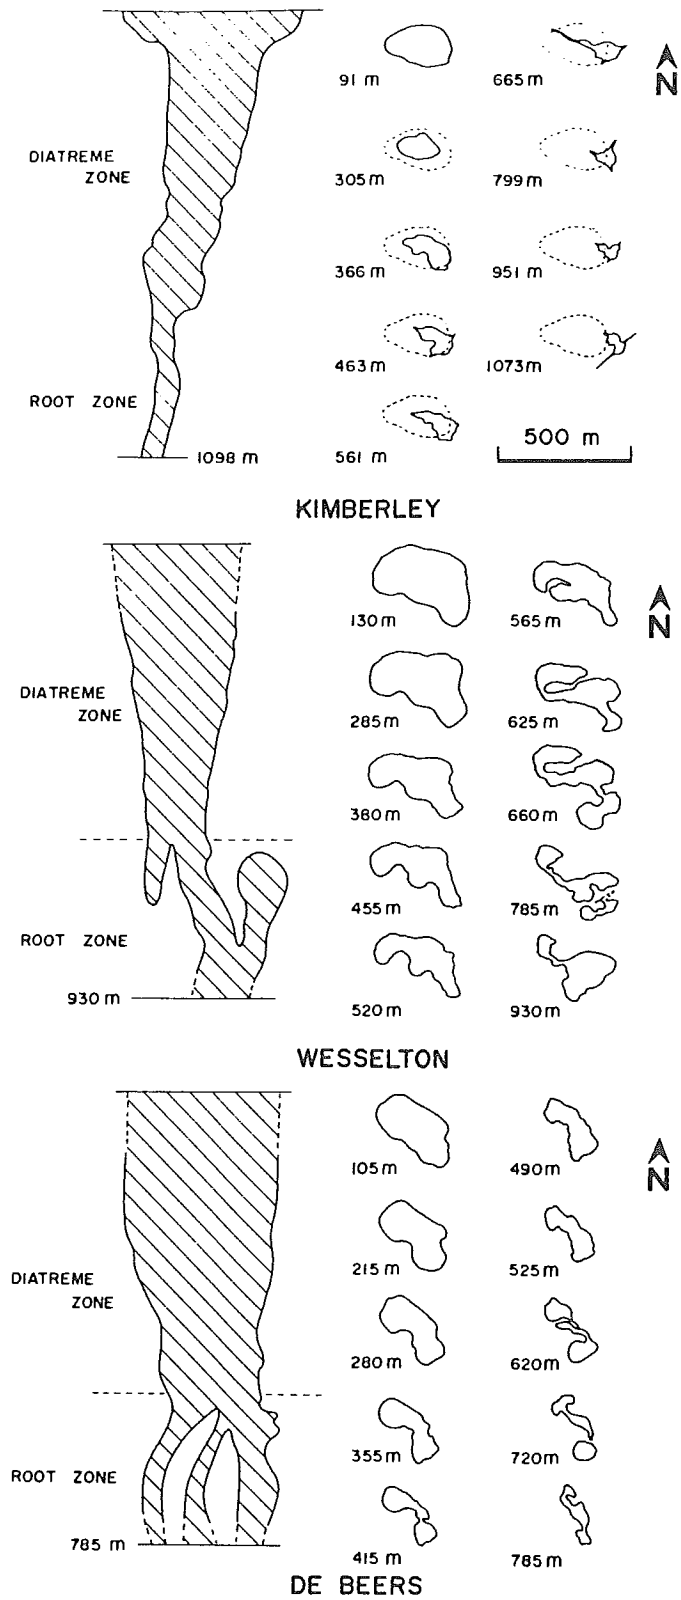 91 m
665 m
N
DIATREME
ZONE
305 m
799 m
366 m
951 m
463 m
1073 m
ROOT ZONE
1098 m
561 m
500 m
KIMBERLEY
130 m
565 m
N
DIATREME
ZONE
285 m
625 m
380 m
660 m
455 m
785 m
ROOT ZONE
930 m
520 m
930 m
WESSELTON
105 m
490 m
N
215 m
525 m
DIATREME
ZONE
280 m
620 m
355 m
720 m
ROOT ZONE
785 m
415 m
785 m
DE BEERS